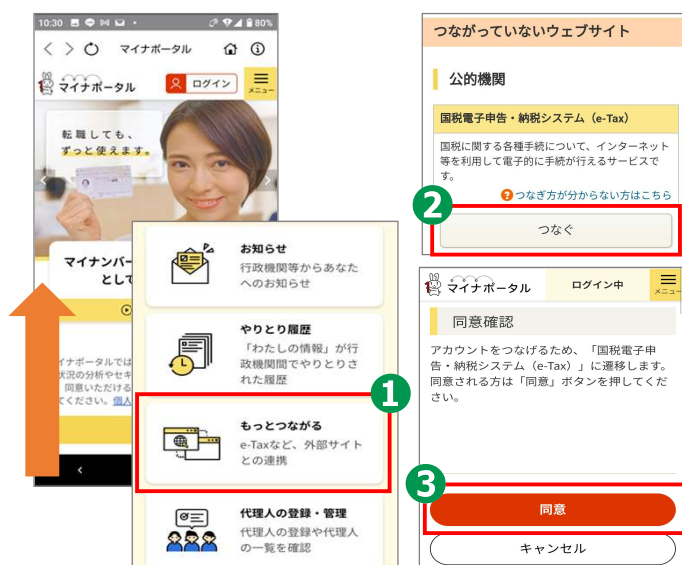 10:30
80%
マイナポータル
マイナポータル
ログイン
メニュー
転職しても、
ずっと使えます。
マイナンバー
として
イナポータルでは
状況の分析やセキ
同意いただける
てください。個人
お知らせ
行政機関等からあなた
へのお知らせ
やりとり履歴
「わたしの情報」が行
政機関間でやりとりさ
れた履歴
1
もっとつながる
e-Taxなど、外部サイト
との連携
代理人の登録・管理
代理人の登録や代理人
の一覧を確認
つながっていないウェブサイト
公的機関
国税電子申告・納税システム（e-Tax）
国税に関する各種手続について、インターネット
等を利用して電子的に手続が行えるサービスで
す。
つなぎ方が分からない方はこちら
2
つなぐ
マイナポータル
ログイン中
メニュー
同意確認
アカウントをつなげるため、「国税電子申
告・納税システム（e-Tax）」に遷移します。
同意される方は「同意」ボタンを押してくだ
さい。
3
同意
キャンセル